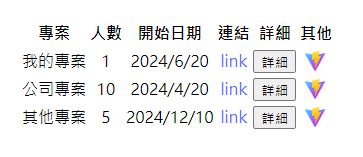 專案 人數 開始日期 連結 詳細 其他
我的專案 1 2024/6/20 link 詳細
公司專案 10 2024/4/20 link 詳細
其他專案 5 2024/12/10 link 詳細